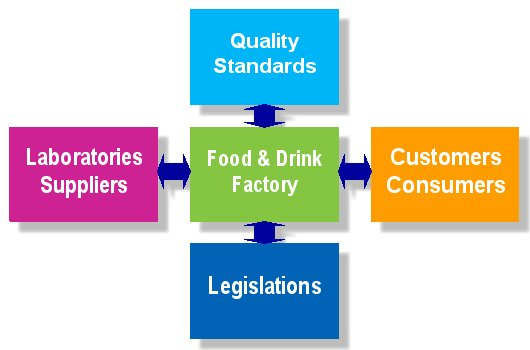 Quality
Standards
Laboratories
Suppliers
Food & Drink
Factory
Customers
Consumers
Legislations